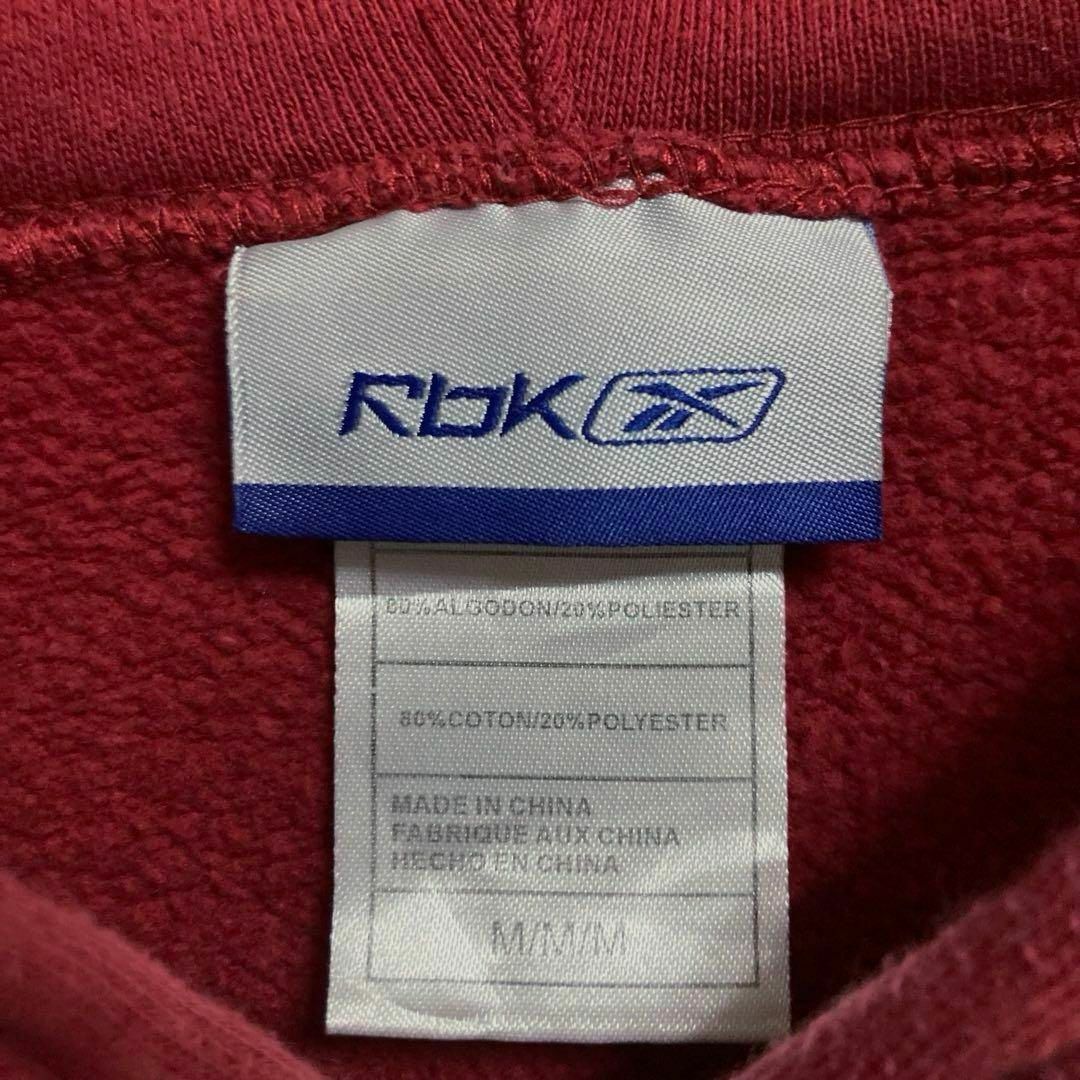 Rbk
80%ALGODON/20%POLIESTER
80%COTON/20%POLYESTER
MADE IN CHINA
FABRIQUE AUX CHINA
HECHO EN CHINA
M/M/M